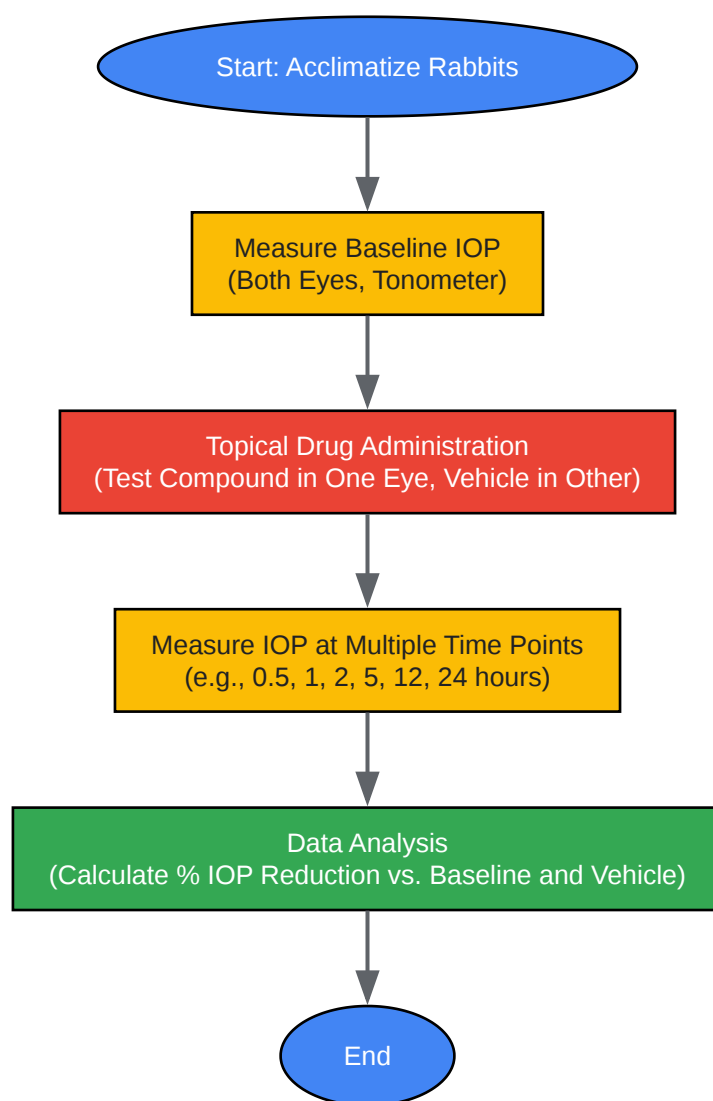 Start: Acclimatize Rabbits
Measure Baseline IOP
(Both Eyes, Tonometer)
Topical Drug Administration
(Test Compound in One Eye, Vehicle in Other)
Measure IOP at Multiple Time Points
(e.g., 0.5, 1, 2, 5, 12, 24 hours)
Data Analysis
(Calculate % IOP Reduction vs. Baseline and Vehicle)
End